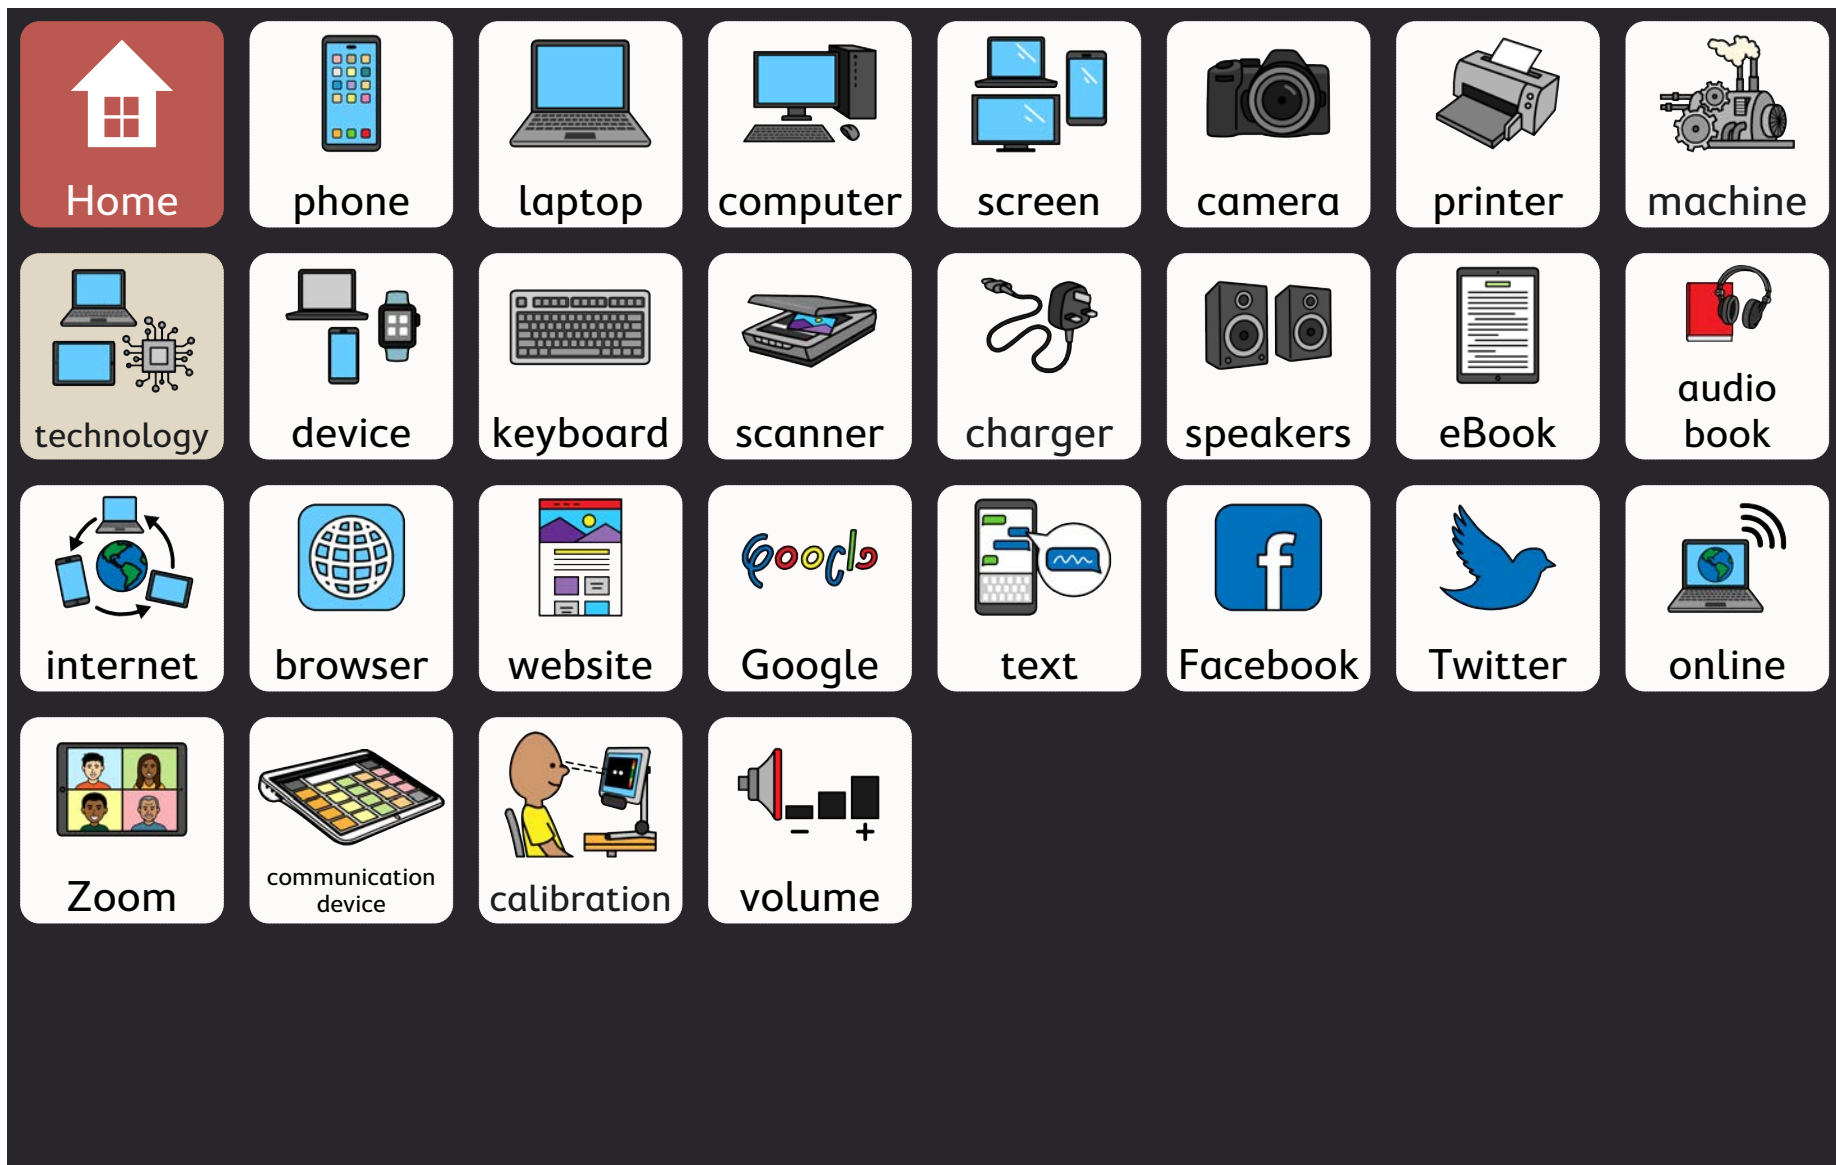 Home
phone
laptop
computer
screen
camera
printer
machine
technology
device
keyboard
scanner
charger
speakers
eBook
audio
book
internet
browser
website
Google
text
Facebook
Twitter
online
Zoom
communication
device
calibration
volume